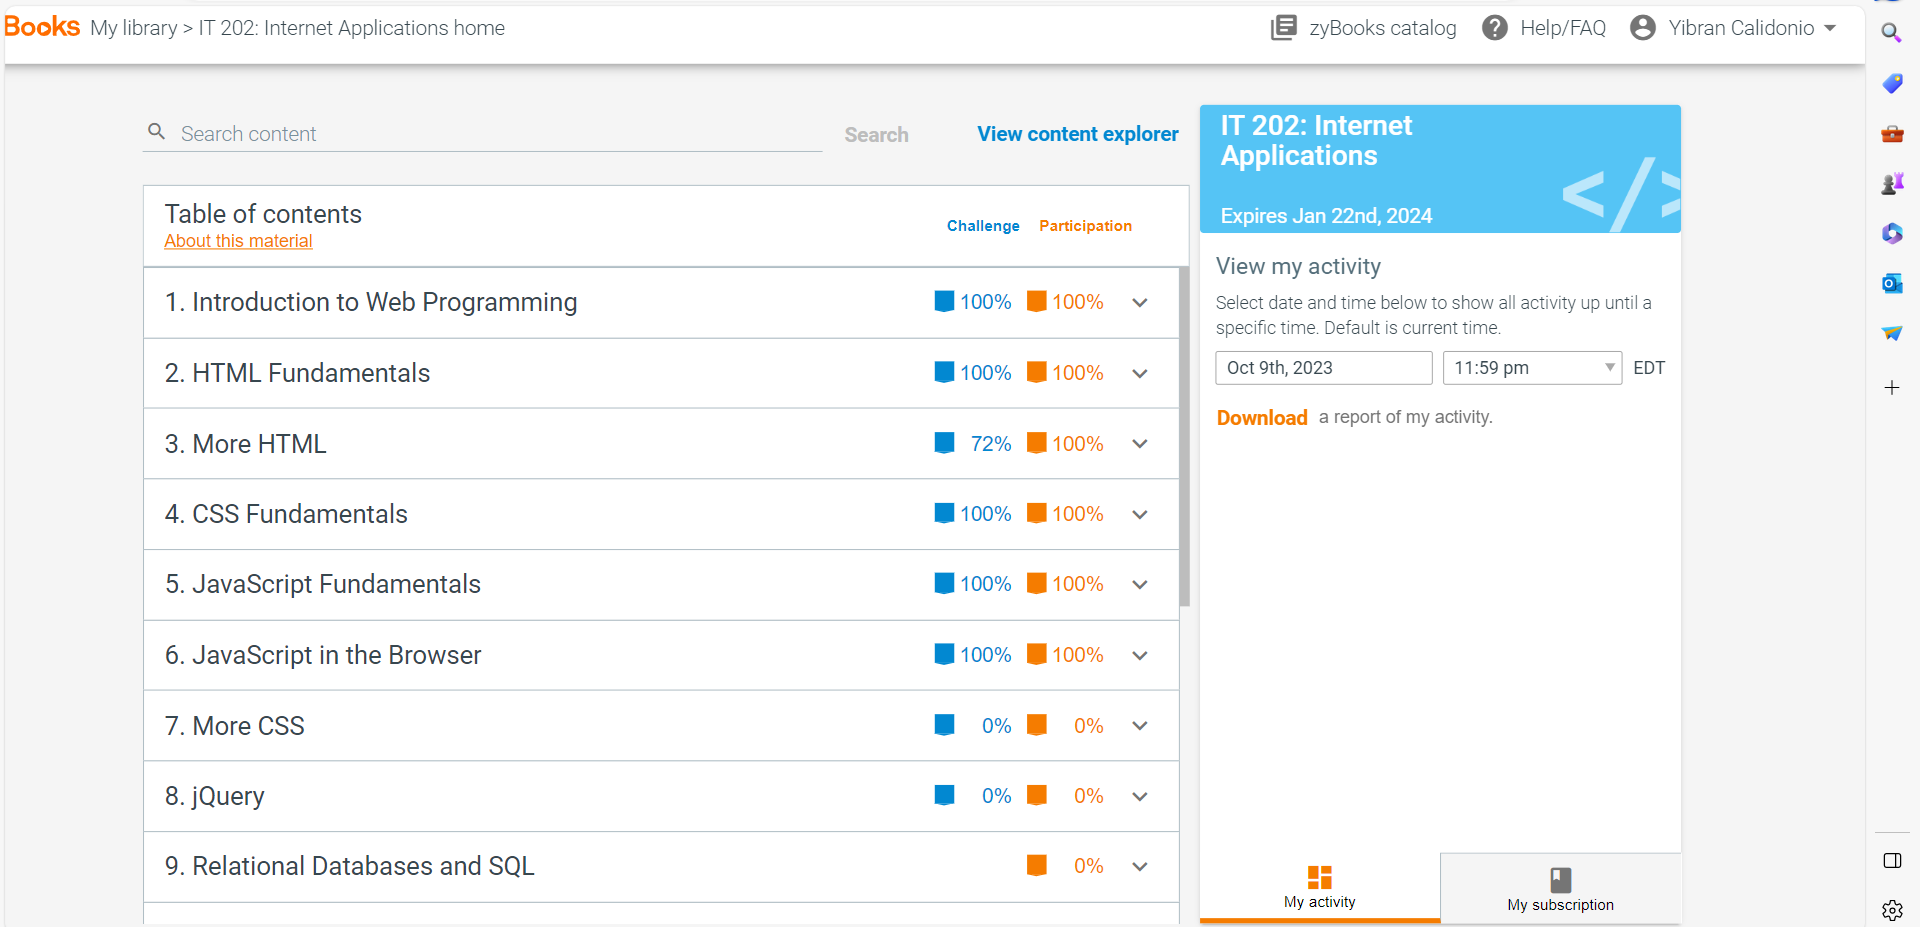 Books My library > IT 202: Internet Applications home
zyBooks catalog
Help/FAQ
Yibran Calidonio
Search content
Search
View content explorer
Table of contents
About this material
Challenge
Participation
1. Introduction to Web Programming 100% 100%
2. HTML Fundamentals 100% 100%
3. More HTML 72% 100%
4. CSS Fundamentals 100% 100%
5. JavaScript Fundamentals 100% 100%
6. JavaScript in the Browser 100% 100%
7. More CSS 0% 0%
8. jQuery 0% 0%
9. Relational Databases and SQL 0%
IT 202: Internet
Applications
</>
Expires Jan 22nd, 2024
View my activity
Select date and time below to show all activity up until a
specific time. Default is current time.
Oct 9th, 2023
11:59 pm
EDT
Download a report of my activity.
My activity
My subscription